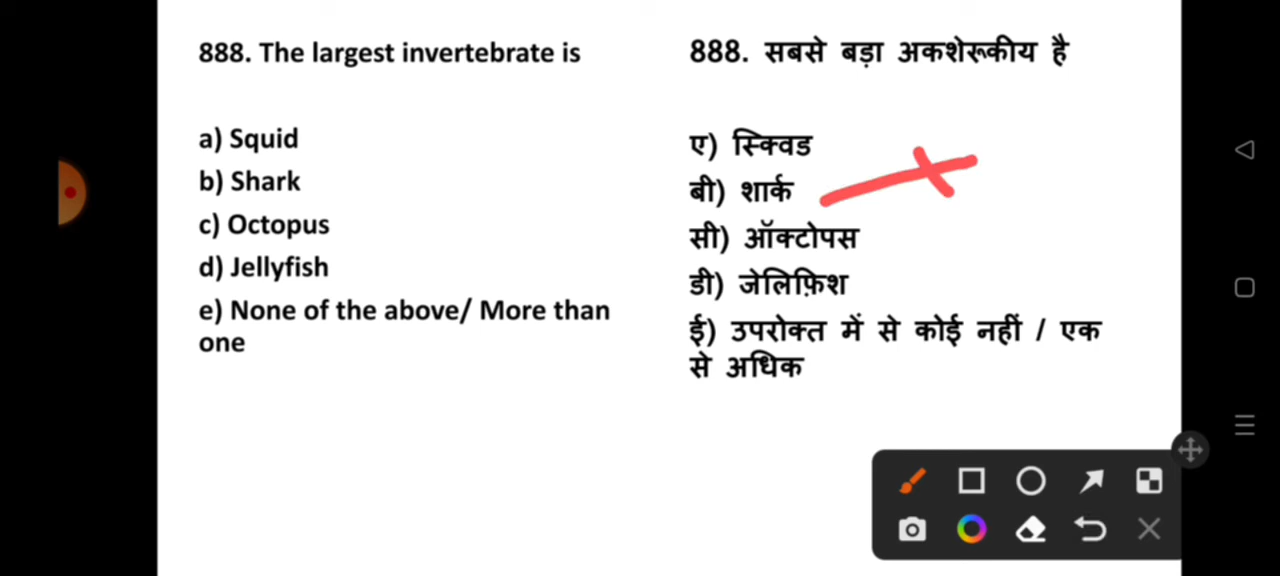 888. The largest invertebrate is
a) Squid
b) Shark
c) Octopus
d) Jellyfish
e) None of the above/ More than
one
888. सबसे बड़ा अकशेरूकीय है
ए) स्क्विड
बी) शार्क
सी) ऑक्टोपस
डी) जेलिफ़िश
ई) उपरोक्त में से कोई नहीं / एक
से अधिक